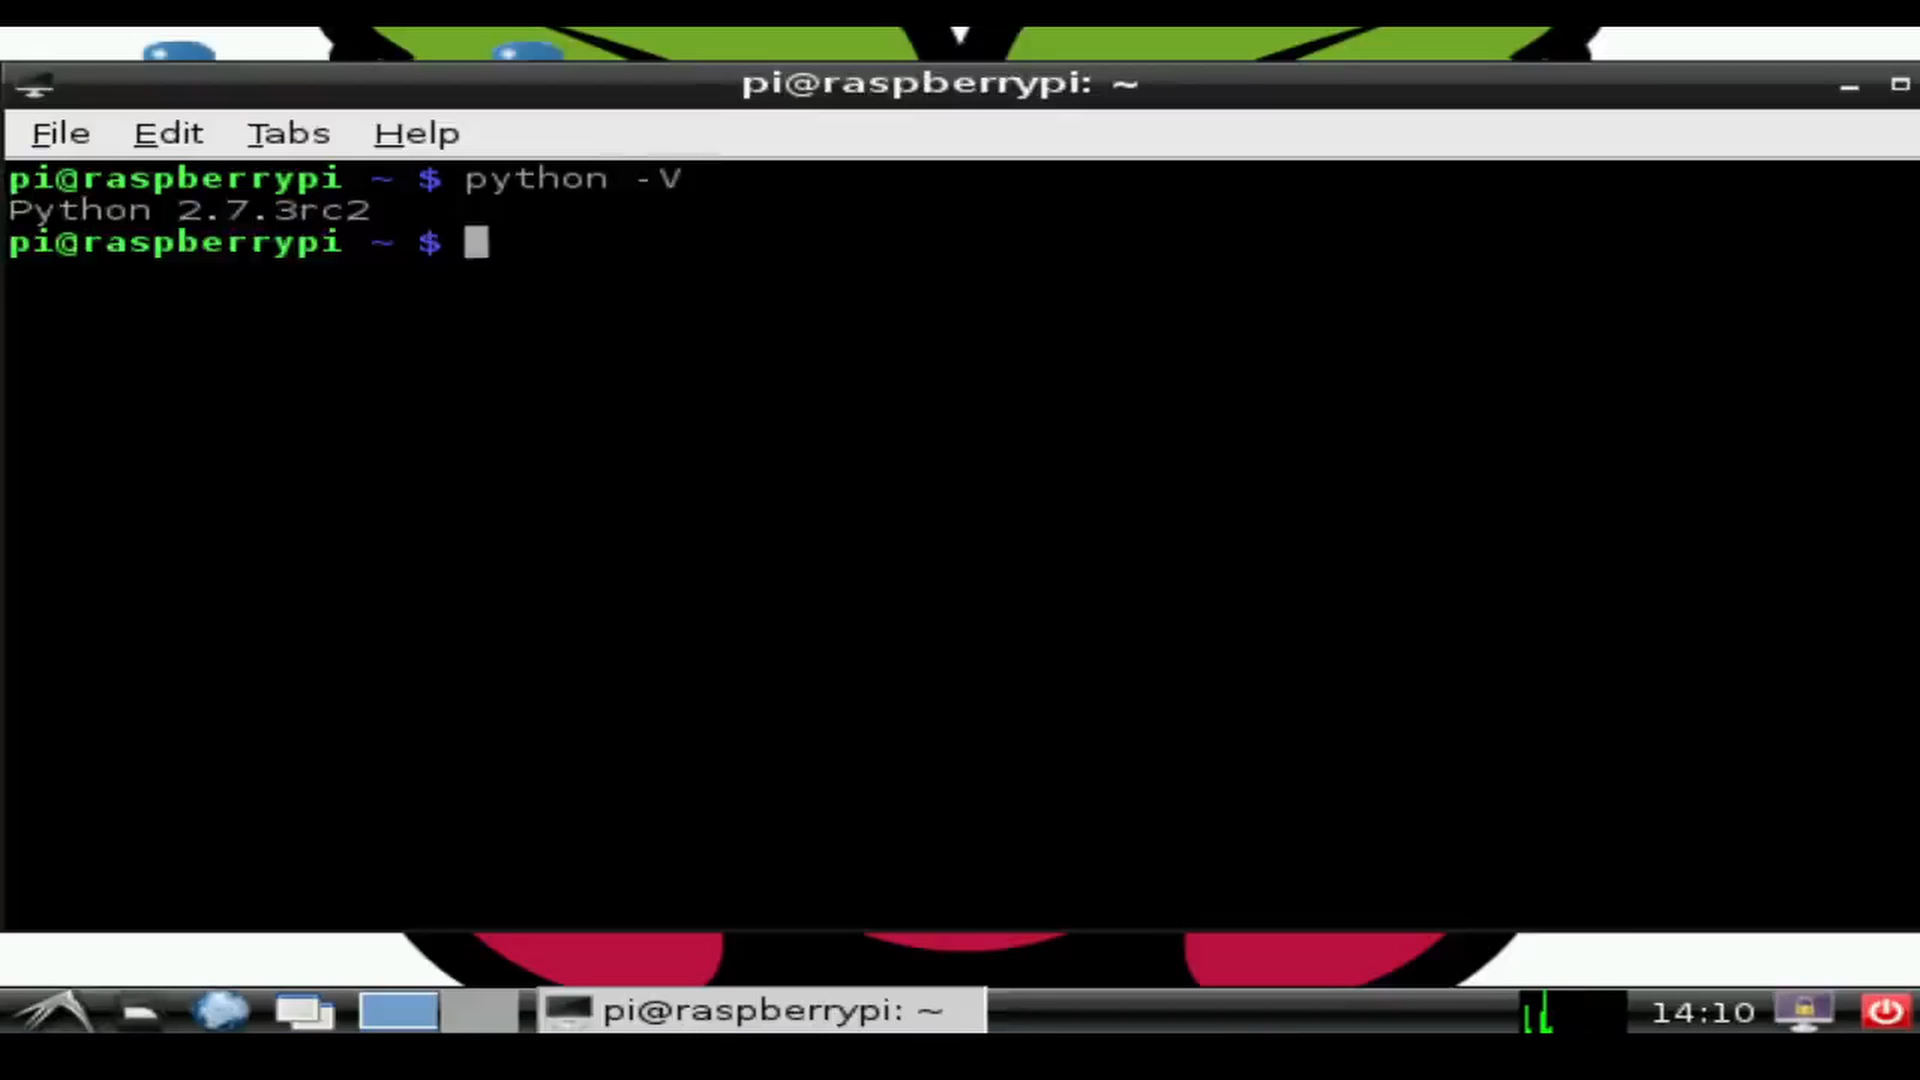 pi@raspberrypi: ~
File Edit Tabs Help
pi@raspberrypi ~ $ python -V
Python 2.7.3rc2
pi@raspberrypi ~ $
pi@raspberrypi: ~
14:10